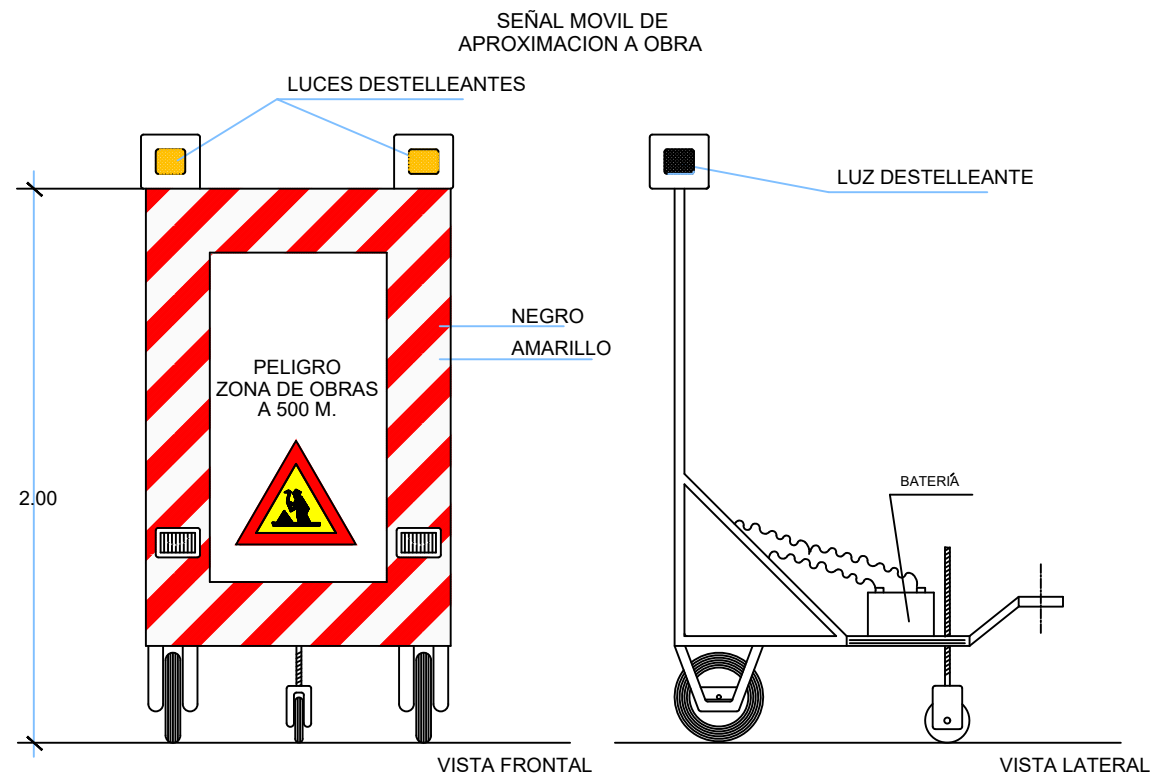 SEÑAL MOVIL DE
APROXIMACION A OBRA
LUCES DESTELLEANTES
LUZ DESTELLEANTE
NEGRO
AMARILLO
PELIGRO
ZONA DE OBRAS
A 500 M.
2.00
BATERÍA
VISTA FRONTAL
VISTA LATERAL